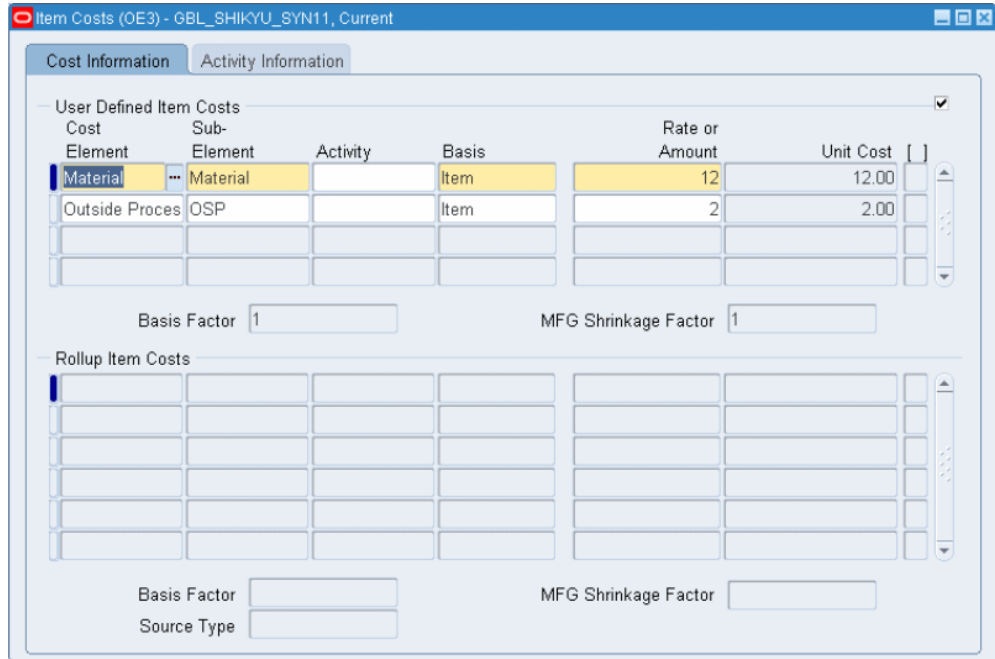 Item Costs (OE3) - GBL_SHIKYU_SYN11, Current
Cost Information Activity Information
User Defined Item Costs
Cost Sub- Rate or
Element Element Activity Basis Amount Unit Cost [ ]
Material ... Material Item 12 12.00
Outside Proces OSP Item 2 2.00
Basis Factor 1 MFG Shrinkage Factor 1
Rollup Item Costs
Basis Factor MFG Shrinkage Factor
Source Type